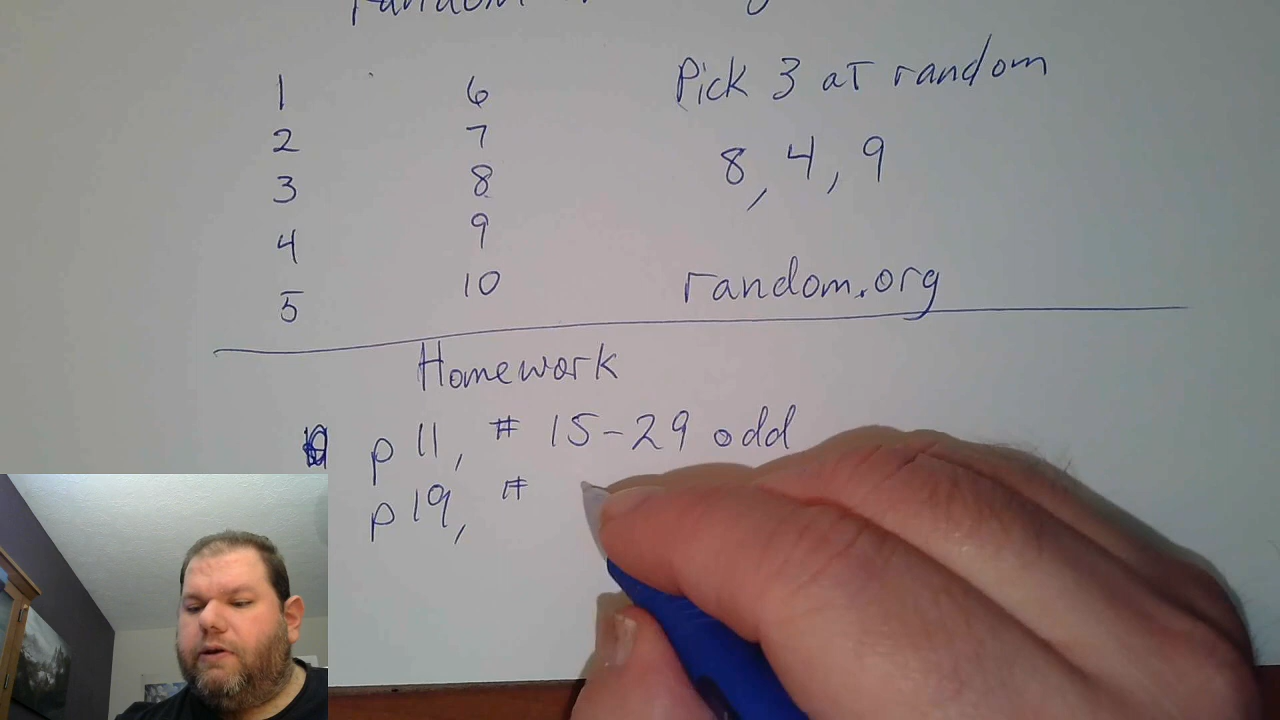 1 6 Pick 3 at random
2 7
3 8 8, 4, 9
4 9
5 10 random.org
Homework
p 11, # 15-29 odd
p 19, #